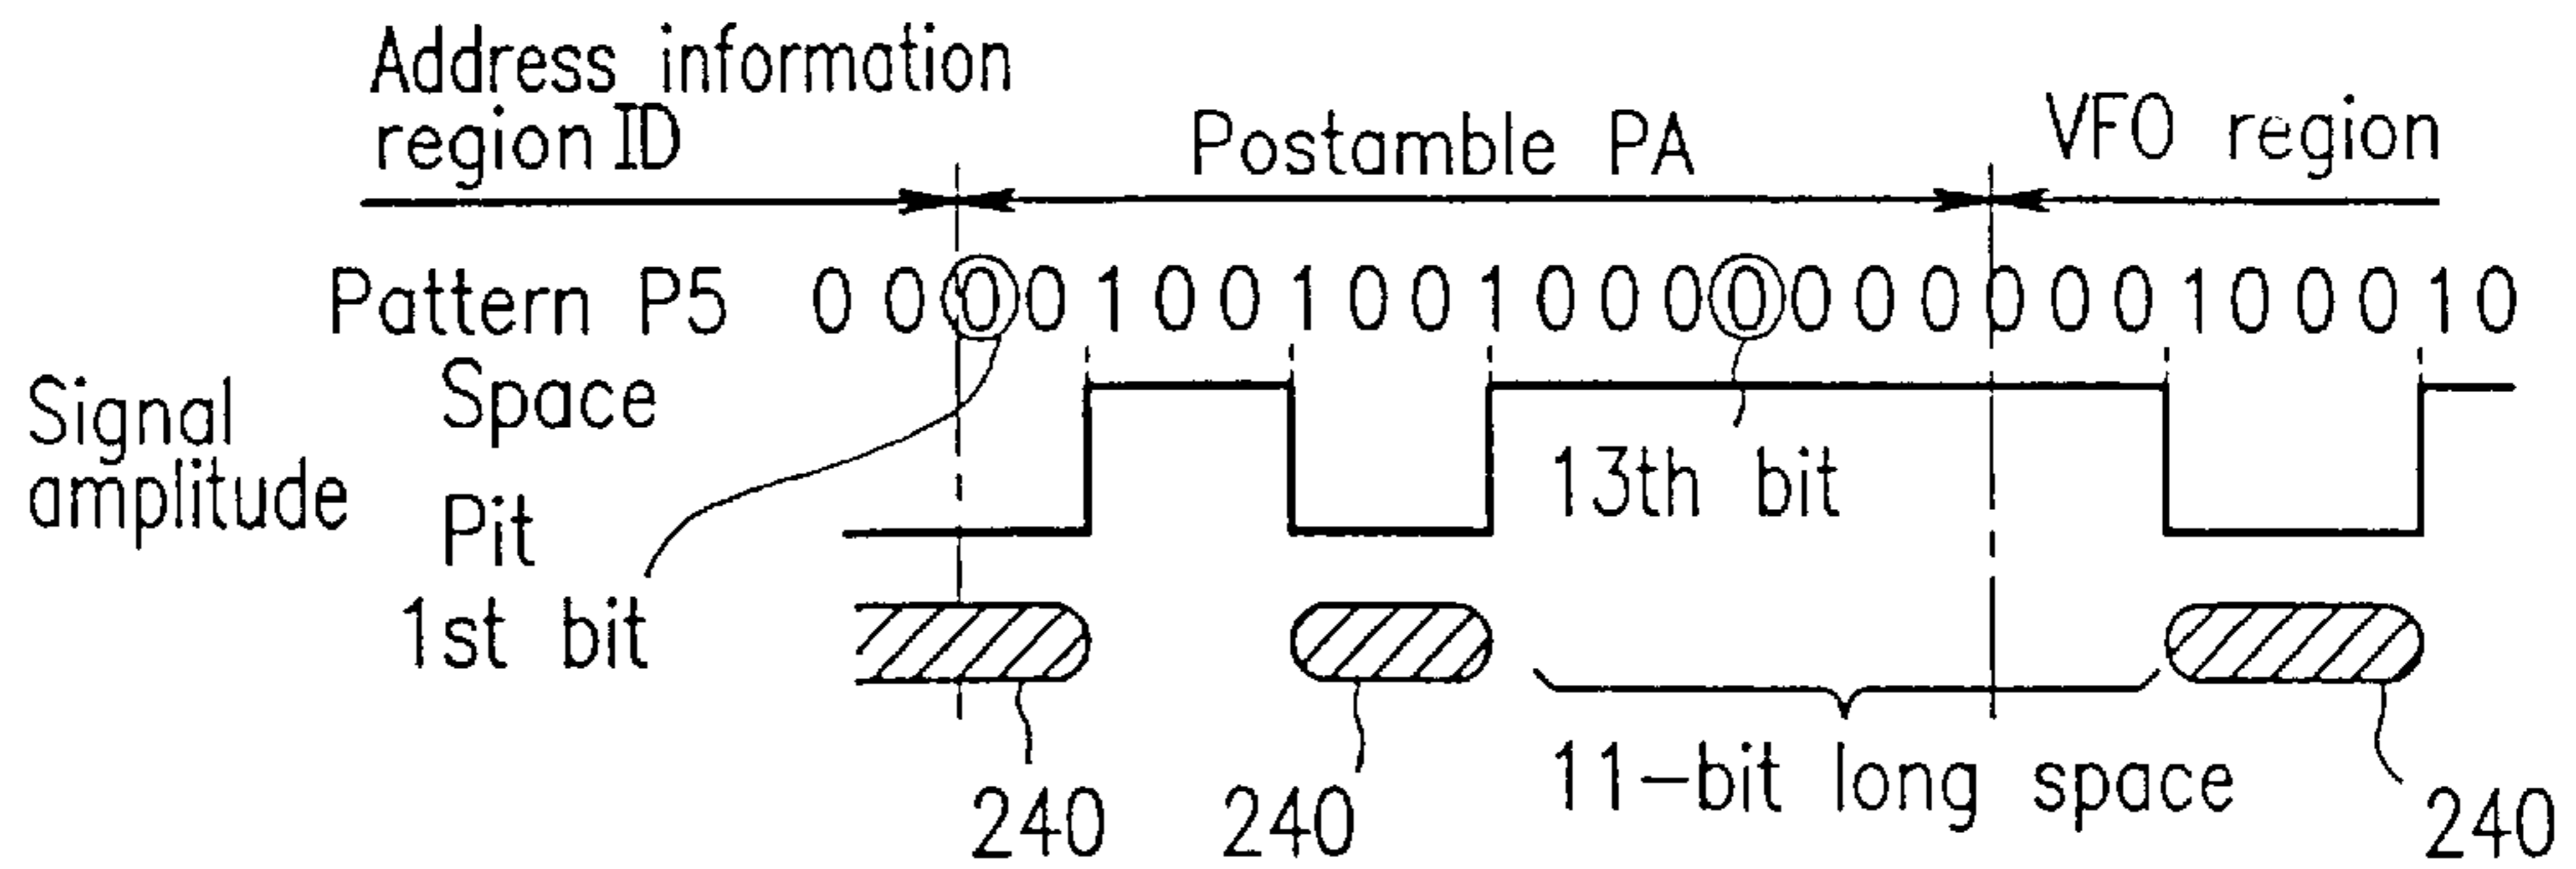 Address information
region ID
Postamble PA
VFO region
Pattern P5 0 0 0 0 1 0 0 1 0 0 1 0 0 0 0 0 0 0 0 0 0 1 0 0 0 1 0
Signal
amplitude
Space
Pit
13th bit
1st bit
11-bit long space
240
240
240